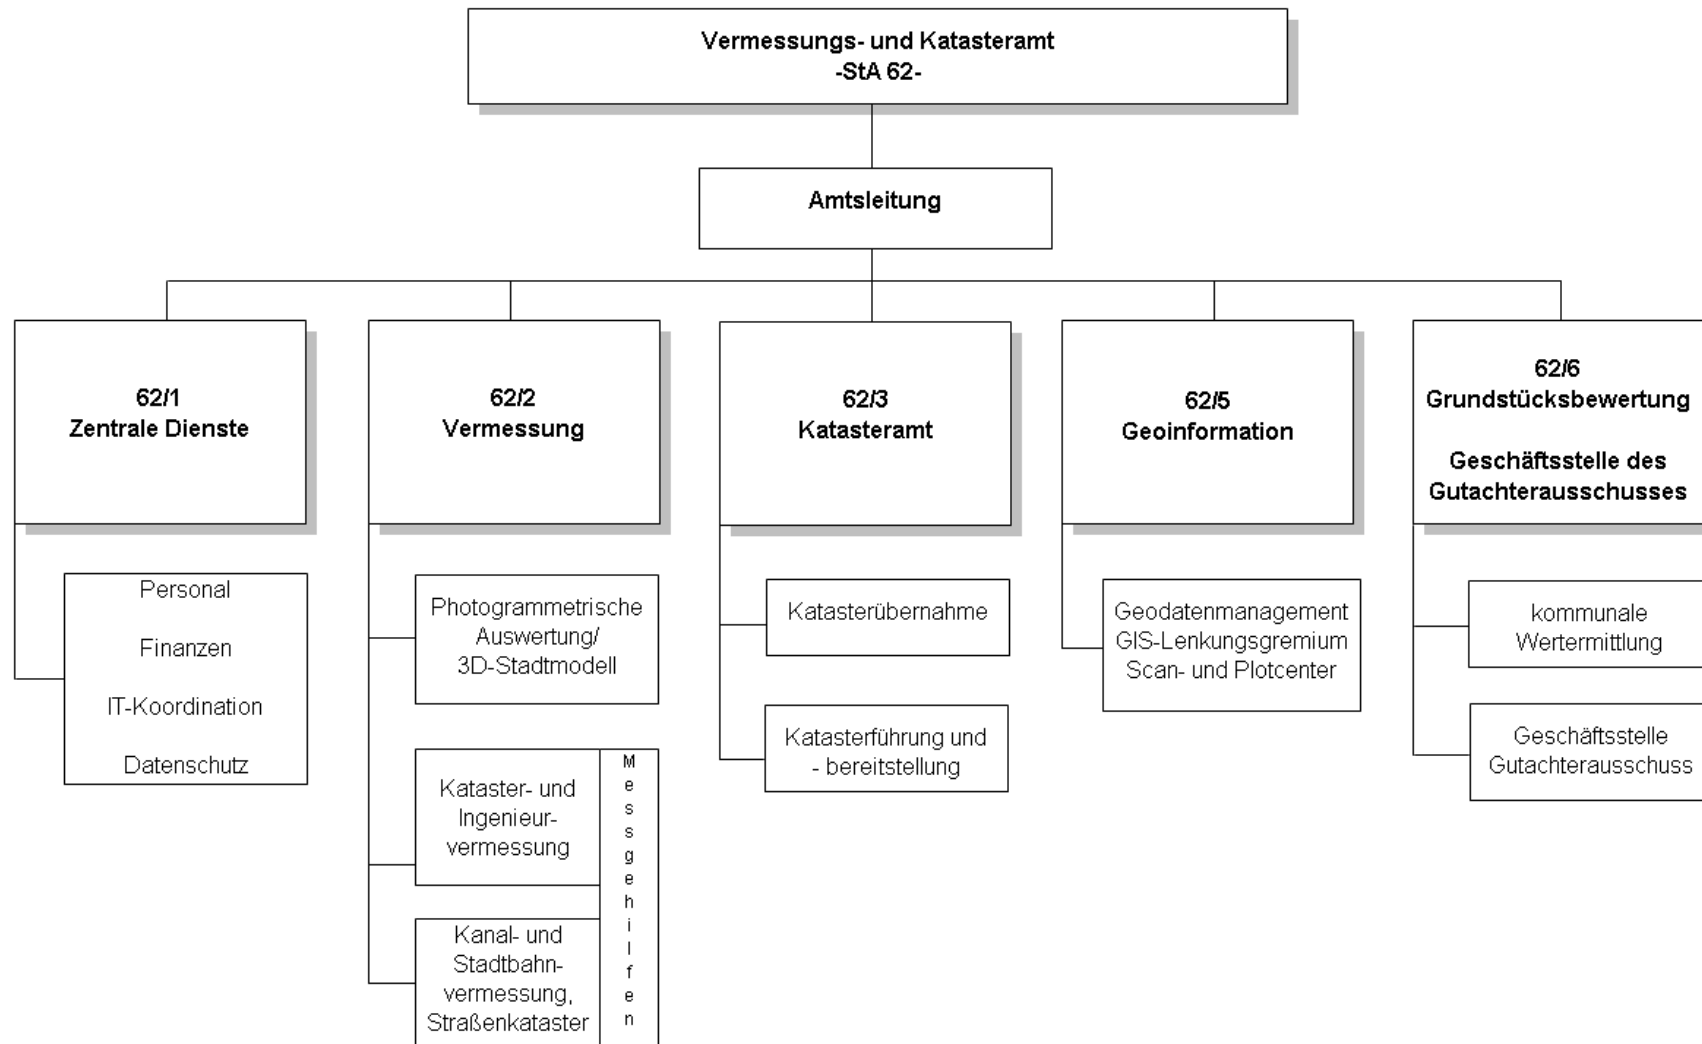 Vermessungs- und Katasteramt
-StA 62-
Amtsleitung
62/1
Zentrale Dienste
62/2
Vermessung
62/3
Katasteramt
62/5
Geoinformation
62/6
Grundstücksbewertung
Geschäftsstelle des
Gutachterausschusses
Personal
Finanzen
IT-Koordination
Datenschutz
Photogrammetrische
Auswertung/
3D-Stadtmodell
Kataster- und
Ingenieur-
vermessung
Kanal- und
Stadtbahn-
vermessung,
Straßenkataster
Messgehilfen
Katasterübernahme
Katasterführung und
- bereitstellung
Geodatenmanagement
GIS-Lenkungsgremium
Scan- und Plotcenter
kommunale
Wertermittlung
Geschäftsstelle
Gutachterausschuss